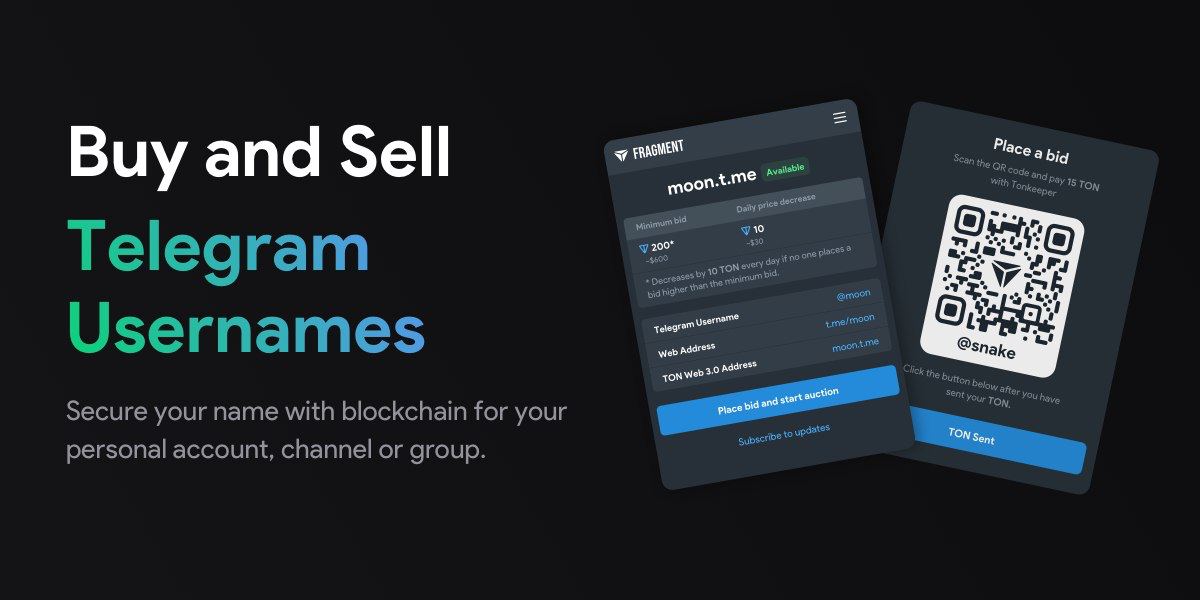 Buy and Sell
Telegram
Usernames
Secure your name with blockchain for your
personal account, channel or group.
FRAGMENT
moon.t.me Available
Minimum bid Daily price decrease
200* 10
~$600 ~$30
* Decreases by 10 TON every day if no one places a
bid higher than the minimum bid.
Telegram Username @moon
Web Address t.me/moon
TON Web 3.0 Address moon.t.me
Place bid and start auction
Subscribe to updates
Place a bid
Scan the QR code and pay 15 TON
with Tonkeeper
@snake
Click the button below after you have
sent your TON.
TON Sent